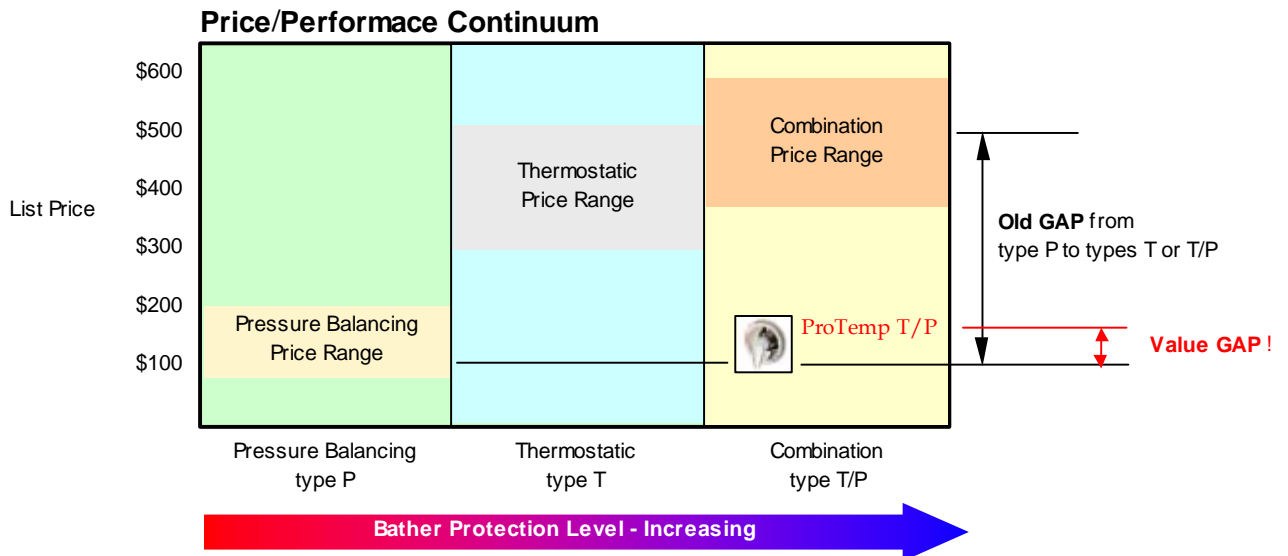 Price/Performace Continuum
$600
$500
$400
$300
$200
$100
List Price
Pressure Balancing
Price Range
Thermostatic
Price Range
Combination
Price Range
ProTemp T/P
Old GAP from
type P to types T or T/P
Value GAP!
Pressure Balancing
type P
Thermostatic
type T
Combination
type T/P
Bather Protection Level - Increasing